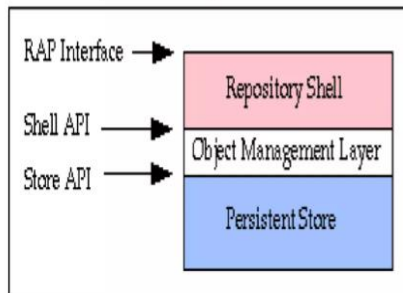 RAP Interface
Repository Shell
Shell API
Object Management Layer
Store API
Persistent Store